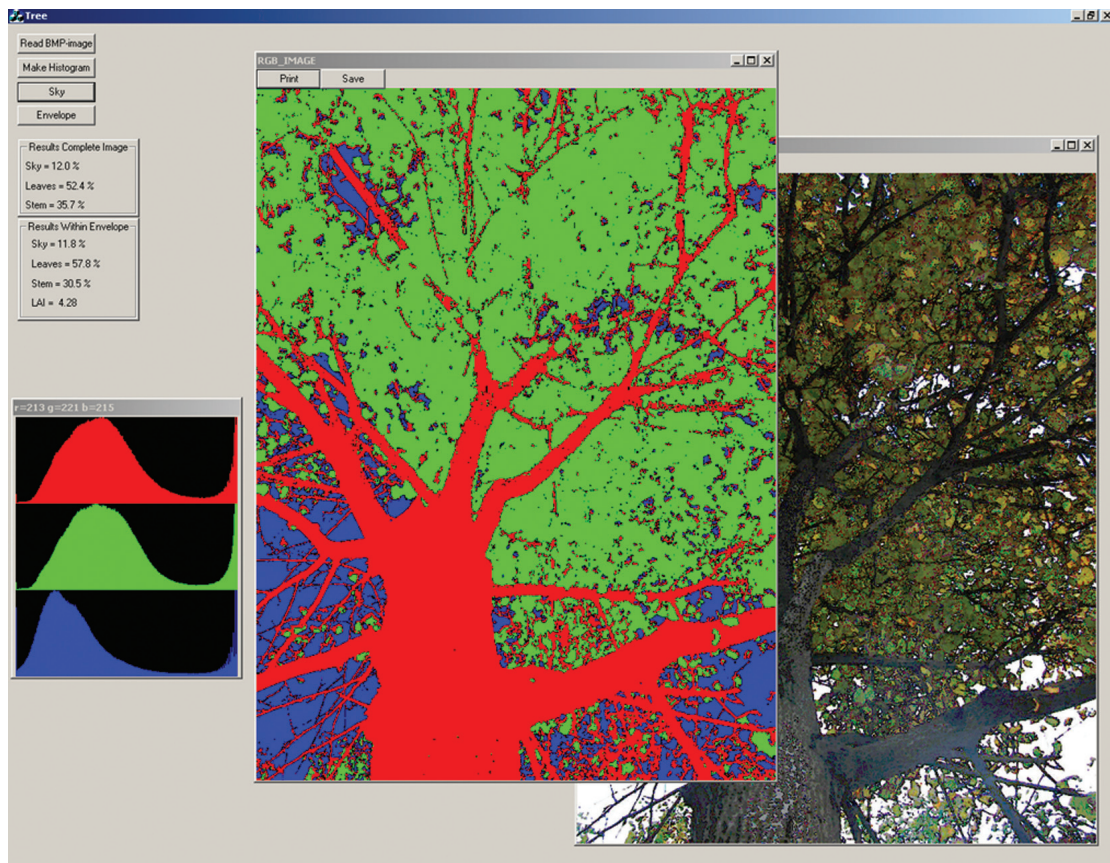 Tree
Read BMP-image
Make Histogram
Sky
Envelope
Results Complete Image
Sky = 12.0 %
Leaves = 52.4 %
Stem = 35.7 %
Results Within Envelope
Sky = 11.8 %
Leaves = 57.8 %
Stem = 30.5 %
LAI = 4.28
r=213 g=221 b=215
RGB_IMAGE
Print Save